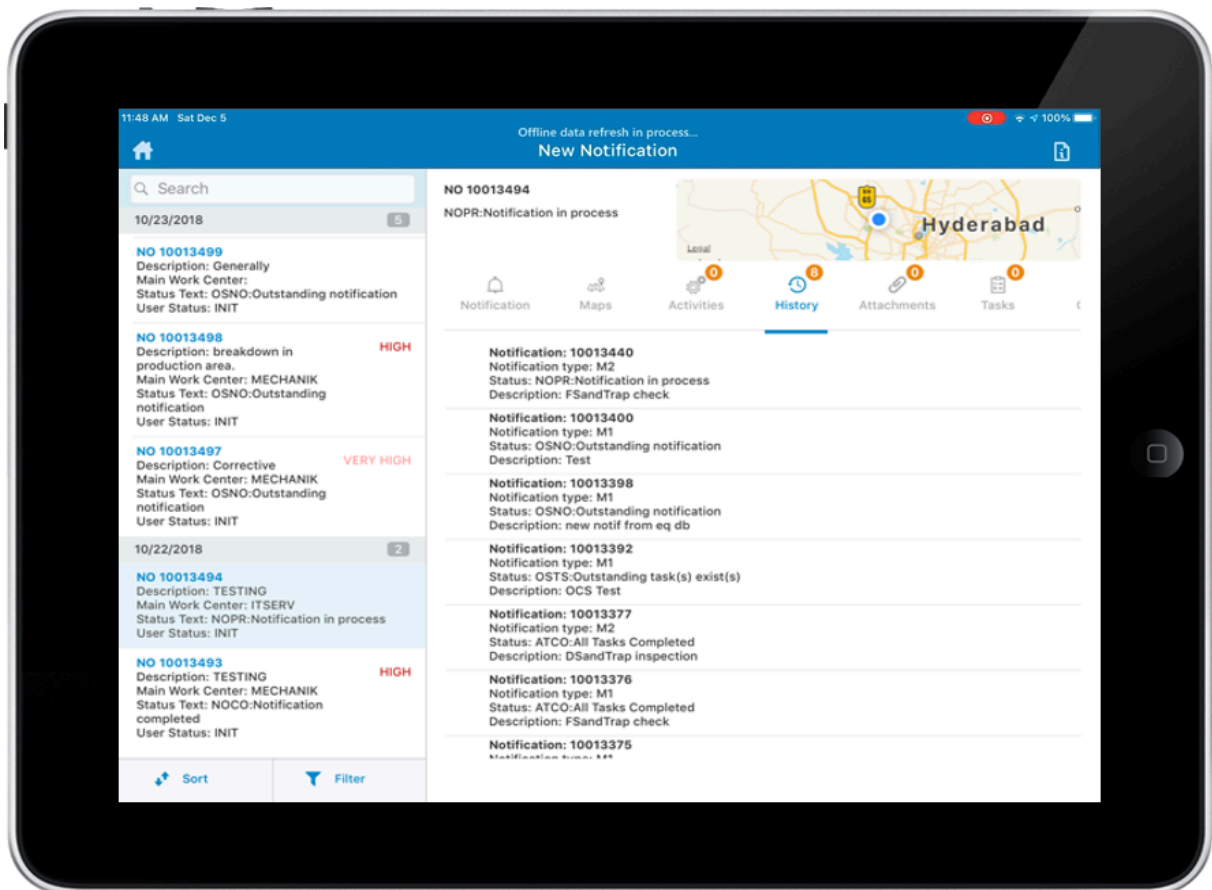 11:48 AM Sat Dec 5
100%
Offline data refresh in process...
New Notification
Search
10/23/2018
5
NO 10013499
Description: Generally
Main Work Center:
Status Text: OSNO:Outstanding notification
User Status: INIT
NO 10013498
HIGH
Description: breakdown in
production area.
Main Work Center: MECHANIK
Status Text: OSNO:Outstanding
notification
User Status: INIT
NO 10013497
VERY HIGH
Description: Corrective
Main Work Center: MECHANIK
Status Text: OSNO:Outstanding
notification
User Status: INIT
10/22/2018
2
NO 10013494
Description: TESTING
Main Work Center: ITSERV
Status Text: NOPR:Notification in process
User Status: INIT
NO 10013493
HIGH
Description: TESTING
Main Work Center: MECHANIK
Status Text: NOCO:Notification
completed
User Status: INIT
Sort
Filter
NO 10013494
NOPR:Notification in process
NH
65
Hyderabad
Legal
0
8
0
0
Notification
Maps
Activities
History
Attachments
Tasks
Notification: 10013440
Notification type: M2
Status: NOPR:Notification in process
Description: FSandTrap check
Notification: 10013400
Notification type: M1
Status: OSNO:Outstanding notification
Description: Test
Notification: 10013398
Notification type: M1
Status: OSNO:Outstanding notification
Description: new notif from eq db
Notification: 10013392
Notification type: M1
Status: OSTS:Outstanding task(s) exist(s)
Description: OCS Test
Notification: 10013377
Notification type: M2
Status: ATCO:All Tasks Completed
Description: DSandTrap inspection
Notification: 10013376
Notification type: M1
Status: ATCO:All Tasks Completed
Description: FSandTrap check
Notification: 10013375
Notification type: M1